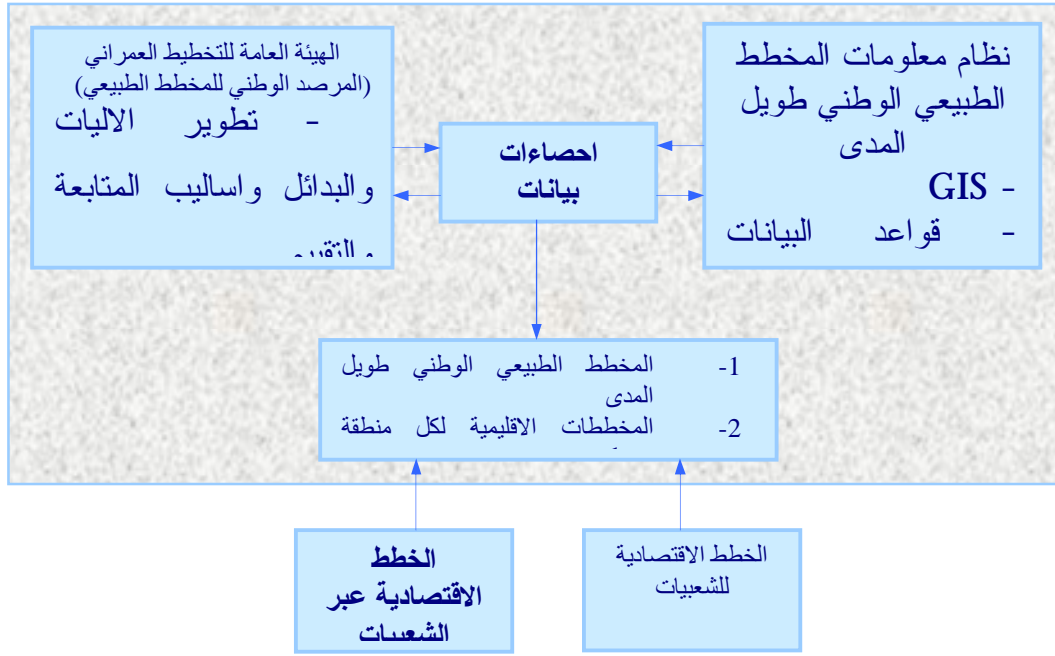 نظام معلومات المخطط
الطبيعي الوطني طويل
المدى
- GIS
- قواعد البيانات
الهيئة العامة للتخطيط العمراني
(المرصد الوطني للمخطط الطبيعي)
- تطوير الاليات
والبدائل واساليب المتابعة
والتقييم
احصاءات
بيانات
1- المخطط الطبيعي الوطني طويل
المدى
2- المخططات الاقليمية لكل منطقة
الخطط الاقتصادية
للشعبيات
الخطط
الاقتصادية عبر
الشعبيات